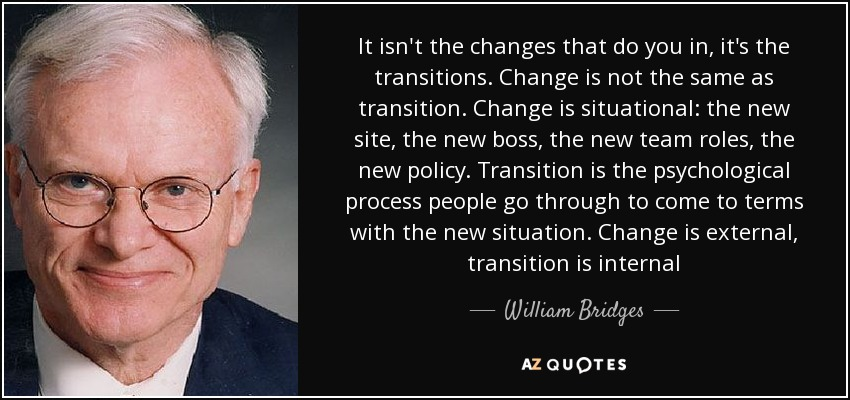 It isn't the changes that do you in, it's the
transitions. Change is not the same as
transition. Change is situational: the new
site, the new boss, the new team roles, the
new policy. Transition is the psychological
process people go through to come to terms
with the new situation. Change is external,
transition is internal
William Bridges
AZ QUOTES